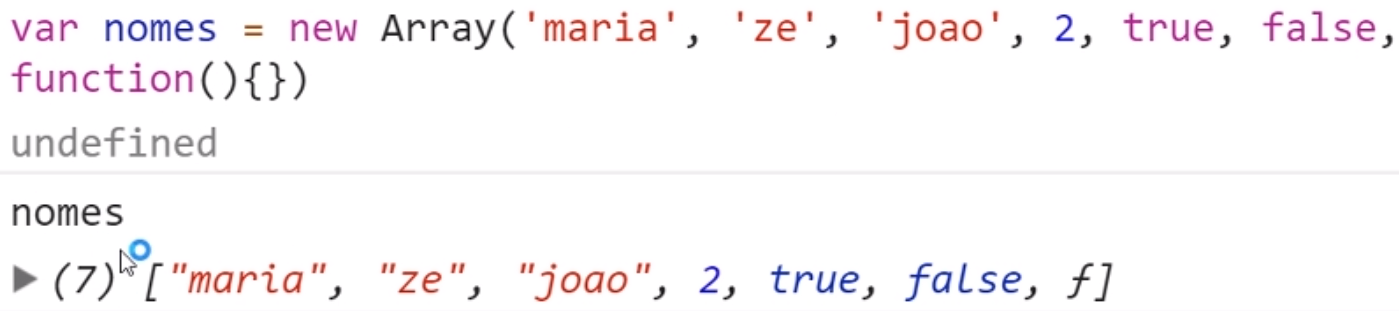 var nomes = new Array('maria', 'ze', 'joao', 2, true, false,
function(){})
undefined
nomes
▶ (7) ["maria", "ze", "joao", 2, true, false, ƒ]